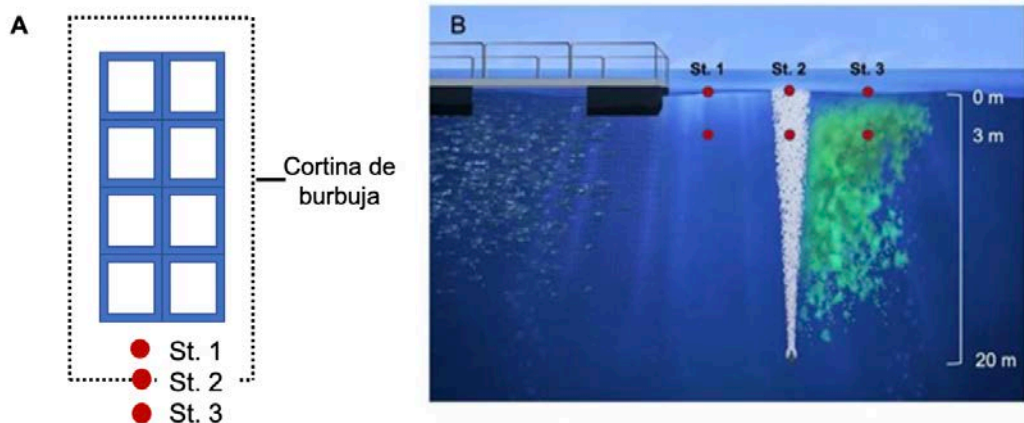 A
Cortina de
burbuja
St. 1
St. 2
St. 3
B
St. 1
St. 2
St. 3
0 m
3 m
20 m